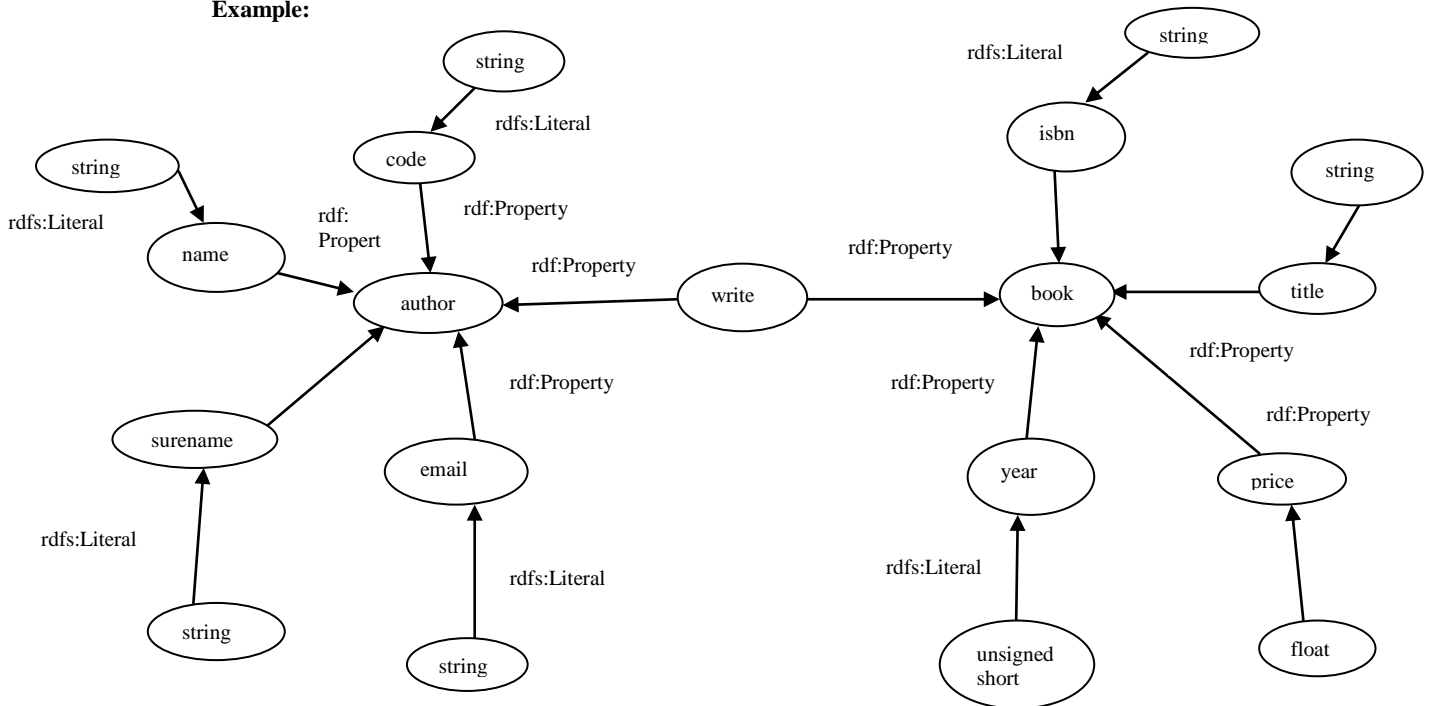 Example:
string
string
rdfs:Literal
string
rdfs:Literal
isbn
code
string
string
rdfs:Literal
rdf:
Propert
rdf:Property
name
rdf:Property
rdf:Property
author
write
book
title
rdf:Property
rdf:Property
rdf:Property
rdf:Property
surename
email
year
price
rdfs:Literal
rdfs:Literal
rdfs:Literal
string
string
unsigned
short
float